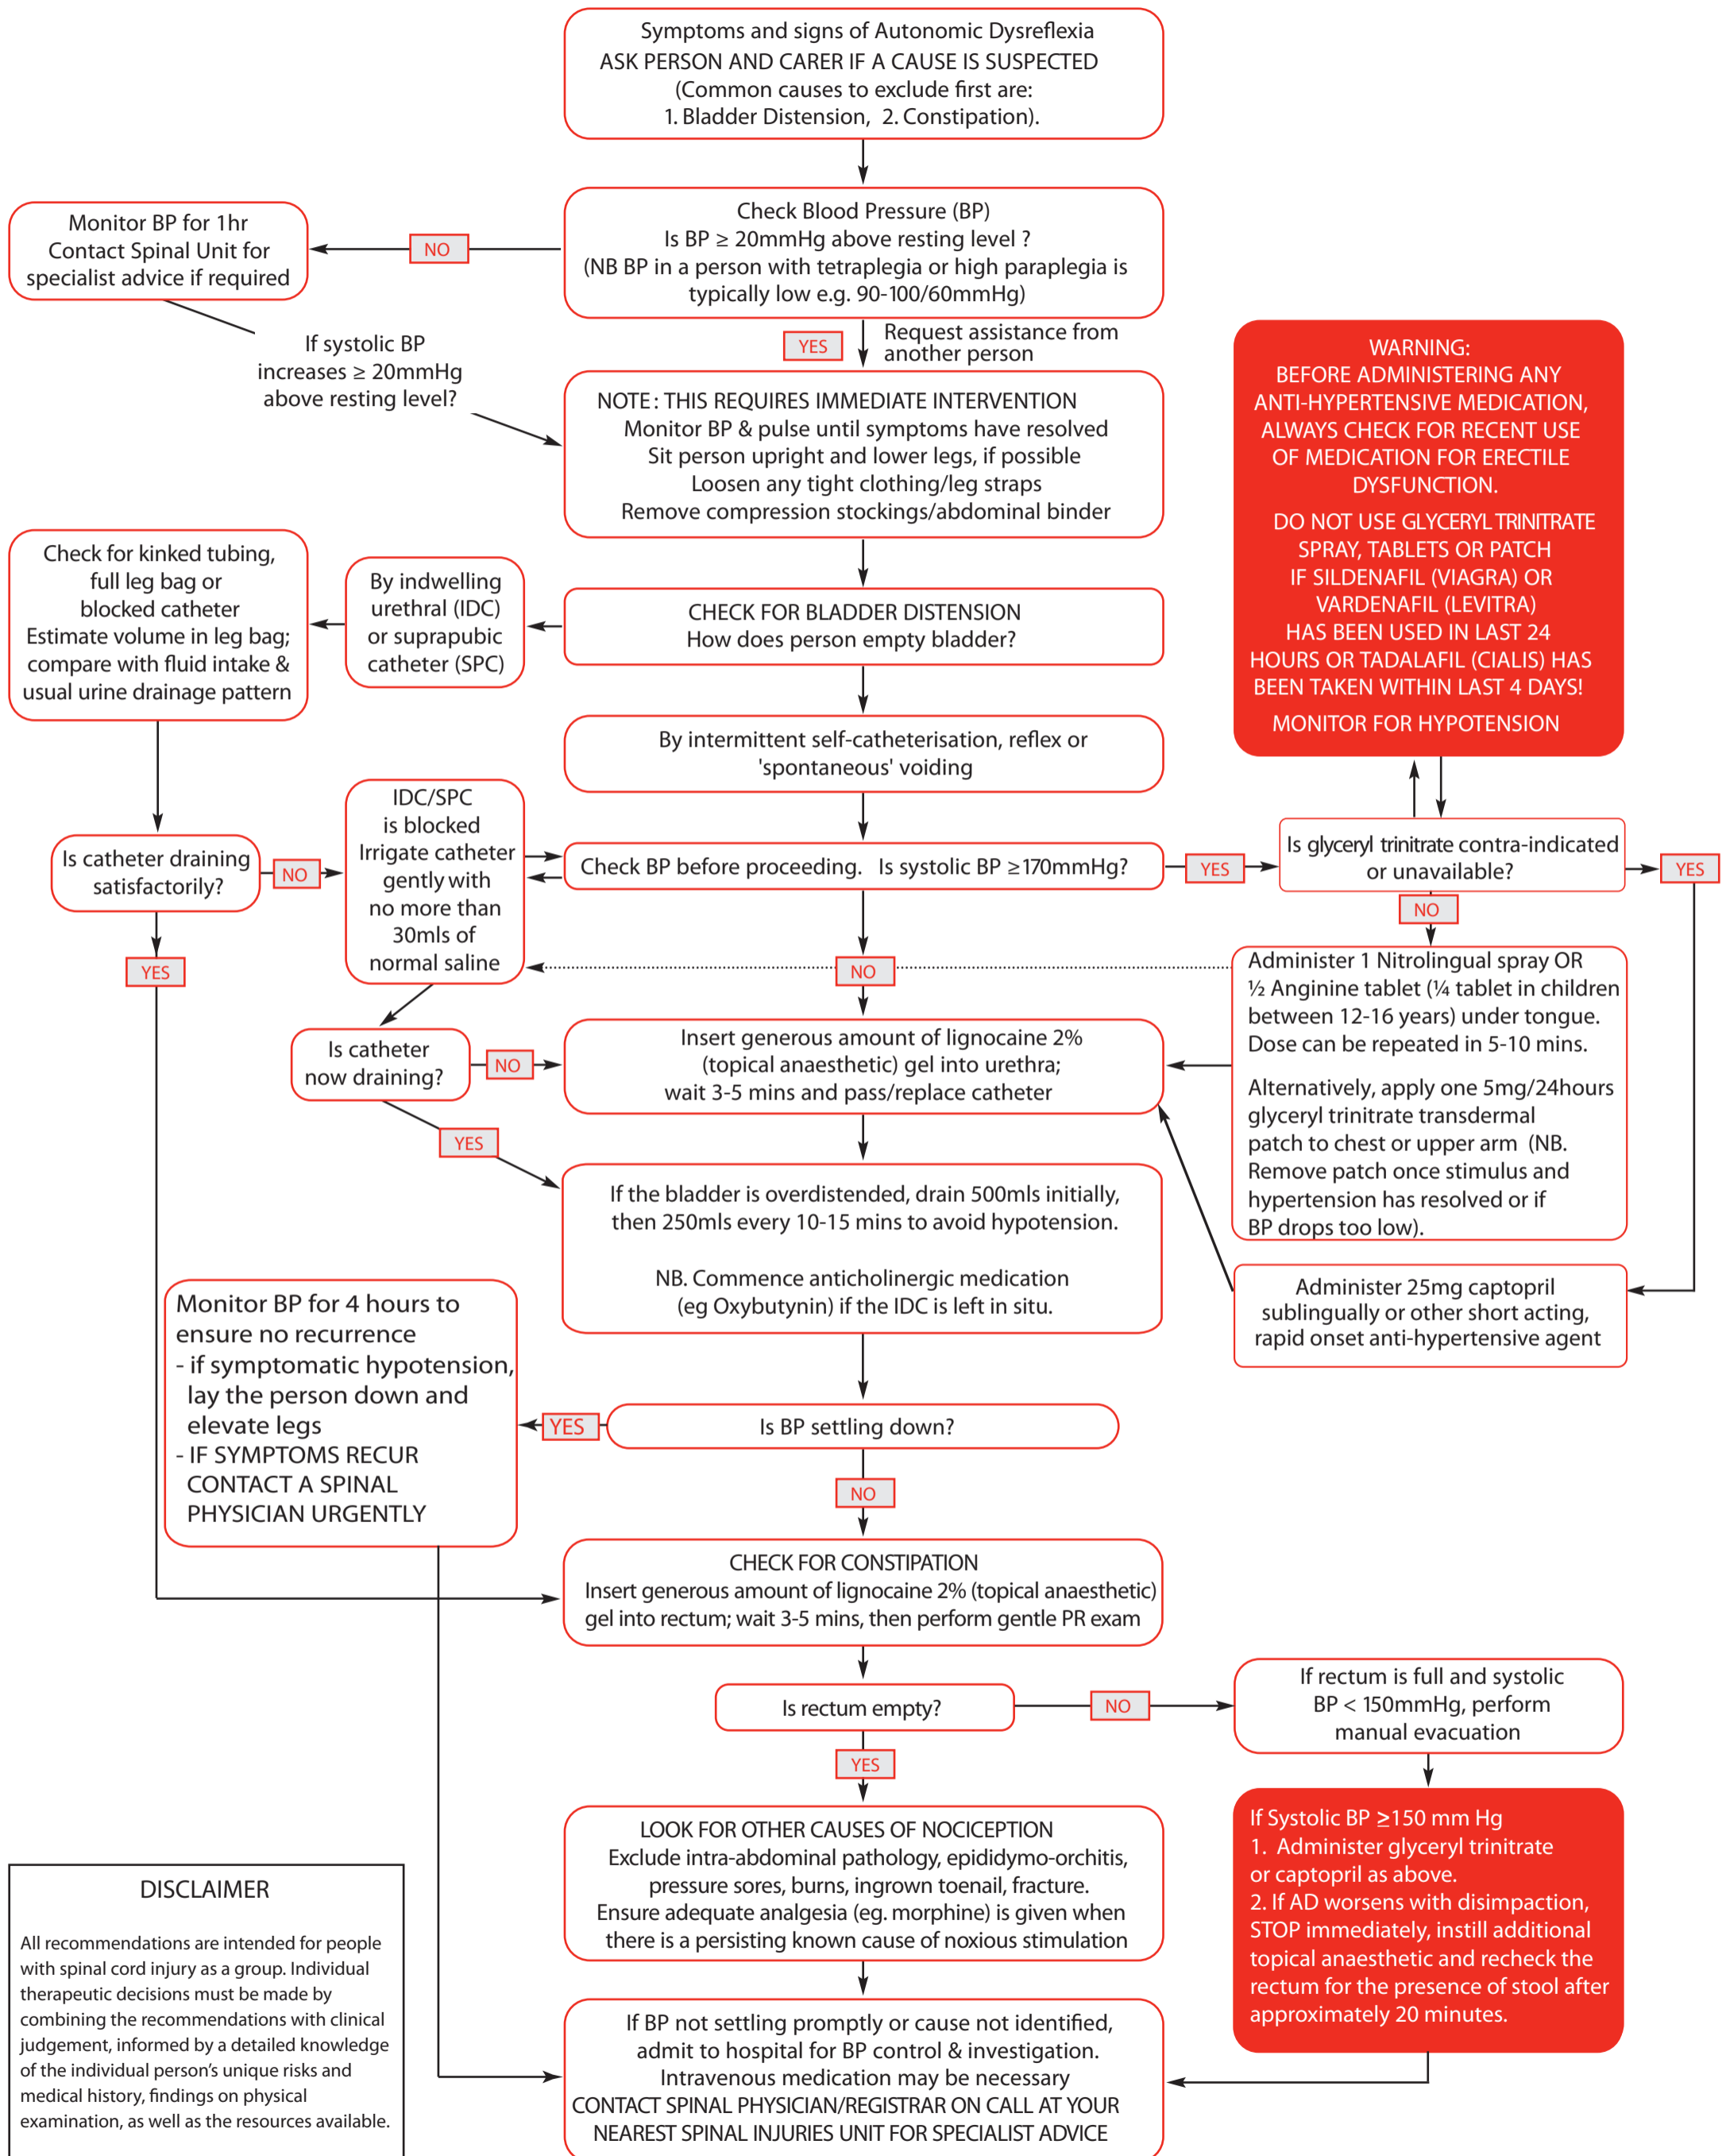 Symptoms and signs of Autonomic Dysreflexia
ASK PERSON AND CARER IF A CAUSE IS SUSPECTED
(Common causes to exclude first are:
1. Bladder Distension, 2. Constipation).
Check Blood Pressure (BP)
Is BP ≥ 20mmHg above resting level ?
(NB BP in a person with tetraplegia or high paraplegia is
typically low e.g. 90-100/60mmHg)
NO
Monitor BP for 1hr
Contact Spinal Unit for
specialist advice if required
If systolic BP
increases ≥ 20mmHg
above resting level?
YES
Request assistance from
another person
NOTE : THIS REQUIRES IMMEDIATE INTERVENTION
Monitor BP & pulse until symptoms have resolved
Sit person upright and lower legs, if possible
Loosen any tight clothing/leg straps
Remove compression stockings/abdominal binder
WARNING:
BEFORE ADMINISTERING ANY
ANTI-HYPERTENSIVE MEDICATION,
ALWAYS CHECK FOR RECENT USE
OF MEDICATION FOR ERECTILE
DYSFUNCTION.
DO NOT USE GLYCERYL TRINITRATE
SPRAY, TABLETS OR PATCH
IF SILDENAFIL (VIAGRA) OR
VARDENAFIL (LEVITRA)
HAS BEEN USED IN LAST 24
HOURS OR TADALAFIL (CIALIS) HAS
BEEN TAKEN WITHIN LAST 4 DAYS!
MONITOR FOR HYPOTENSION
CHECK FOR BLADDER DISTENSION
How does person empty bladder?
By indwelling
urethral (IDC)
or suprapubic
catheter (SPC)
Check for kinked tubing,
full leg bag or
blocked catheter
Estimate volume in leg bag;
compare with fluid intake &
usual urine drainage pattern
By intermittent self-catheterisation, reflex or
'spontaneous' voiding
Is catheter draining
satisfactorily?
NO
YES
IDC/SPC
is blocked
Irrigate catheter
gently with
no more than
30mls of
normal saline
Check BP before proceeding. Is systolic BP ≥170mmHg?
YES
Is glyceryl trinitrate contra-indicated
or unavailable?
YES
NO
NO
Administer 1 Nitrolingual spray OR
½ Anginine tablet (¼ tablet in children
between 12-16 years) under tongue.
Dose can be repeated in 5-10 mins.
Alternatively, apply one 5mg/24hours
glyceryl trinitrate transdermal
patch to chest or upper arm (NB.
Remove patch once stimulus and
hypertension has resolved or if
BP drops too low).
Is catheter
now draining?
NO
YES
Insert generous amount of lignocaine 2%
(topical anaesthetic) gel into urethra;
wait 3-5 mins and pass/replace catheter
If the bladder is overdistended, drain 500mls initially,
then 250mls every 10-15 mins to avoid hypotension.
NB. Commence anticholinergic medication
(eg Oxybutynin) if the IDC is left in situ.
Administer 25mg captopril
sublingually or other short acting,
rapid onset anti-hypertensive agent
Is BP settling down?
YES
Monitor BP for 4 hours to
ensure no recurrence
- if symptomatic hypotension,
lay the person down and
elevate legs
- IF SYMPTOMS RECUR
CONTACT A SPINAL
PHYSICIAN URGENTLY
NO
CHECK FOR CONSTIPATION
Insert generous amount of lignocaine 2% (topical anaesthetic)
gel into rectum; wait 3-5 mins, then perform gentle PR exam
Is rectum empty?
NO
If rectum is full and systolic
BP < 150mmHg, perform
manual evacuation
YES
LOOK FOR OTHER CAUSES OF NOCICEPTION
Exclude intra-abdominal pathology, epididymo-orchitis,
pressure sores, burns, ingrown toenail, fracture.
Ensure adequate analgesia (eg. morphine) is given when
there is a persisting known cause of noxious stimulation
If Systolic BP ≥150 mm Hg
1. Administer glyceryl trinitrate
or captopril as above.
2. If AD worsens with disimpaction,
STOP immediately, instill additional
topical anaesthetic and recheck the
rectum for the presence of stool after
approximately 20 minutes.
If BP not settling promptly or cause not identified,
admit to hospital for BP control & investigation.
Intravenous medication may be necessary
CONTACT SPINAL PHYSICIAN/REGISTRAR ON CALL AT YOUR
NEAREST SPINAL INJURIES UNIT FOR SPECIALIST ADVICE
DISCLAIMER
All recommendations are intended for people
with spinal cord injury as a group. Individual
therapeutic decisions must be made by
combining the recommendations with clinical
judgement, informed by a detailed knowledge
of the individual person's unique risks and
medical history, findings on physical
examination, as well as the resources available.